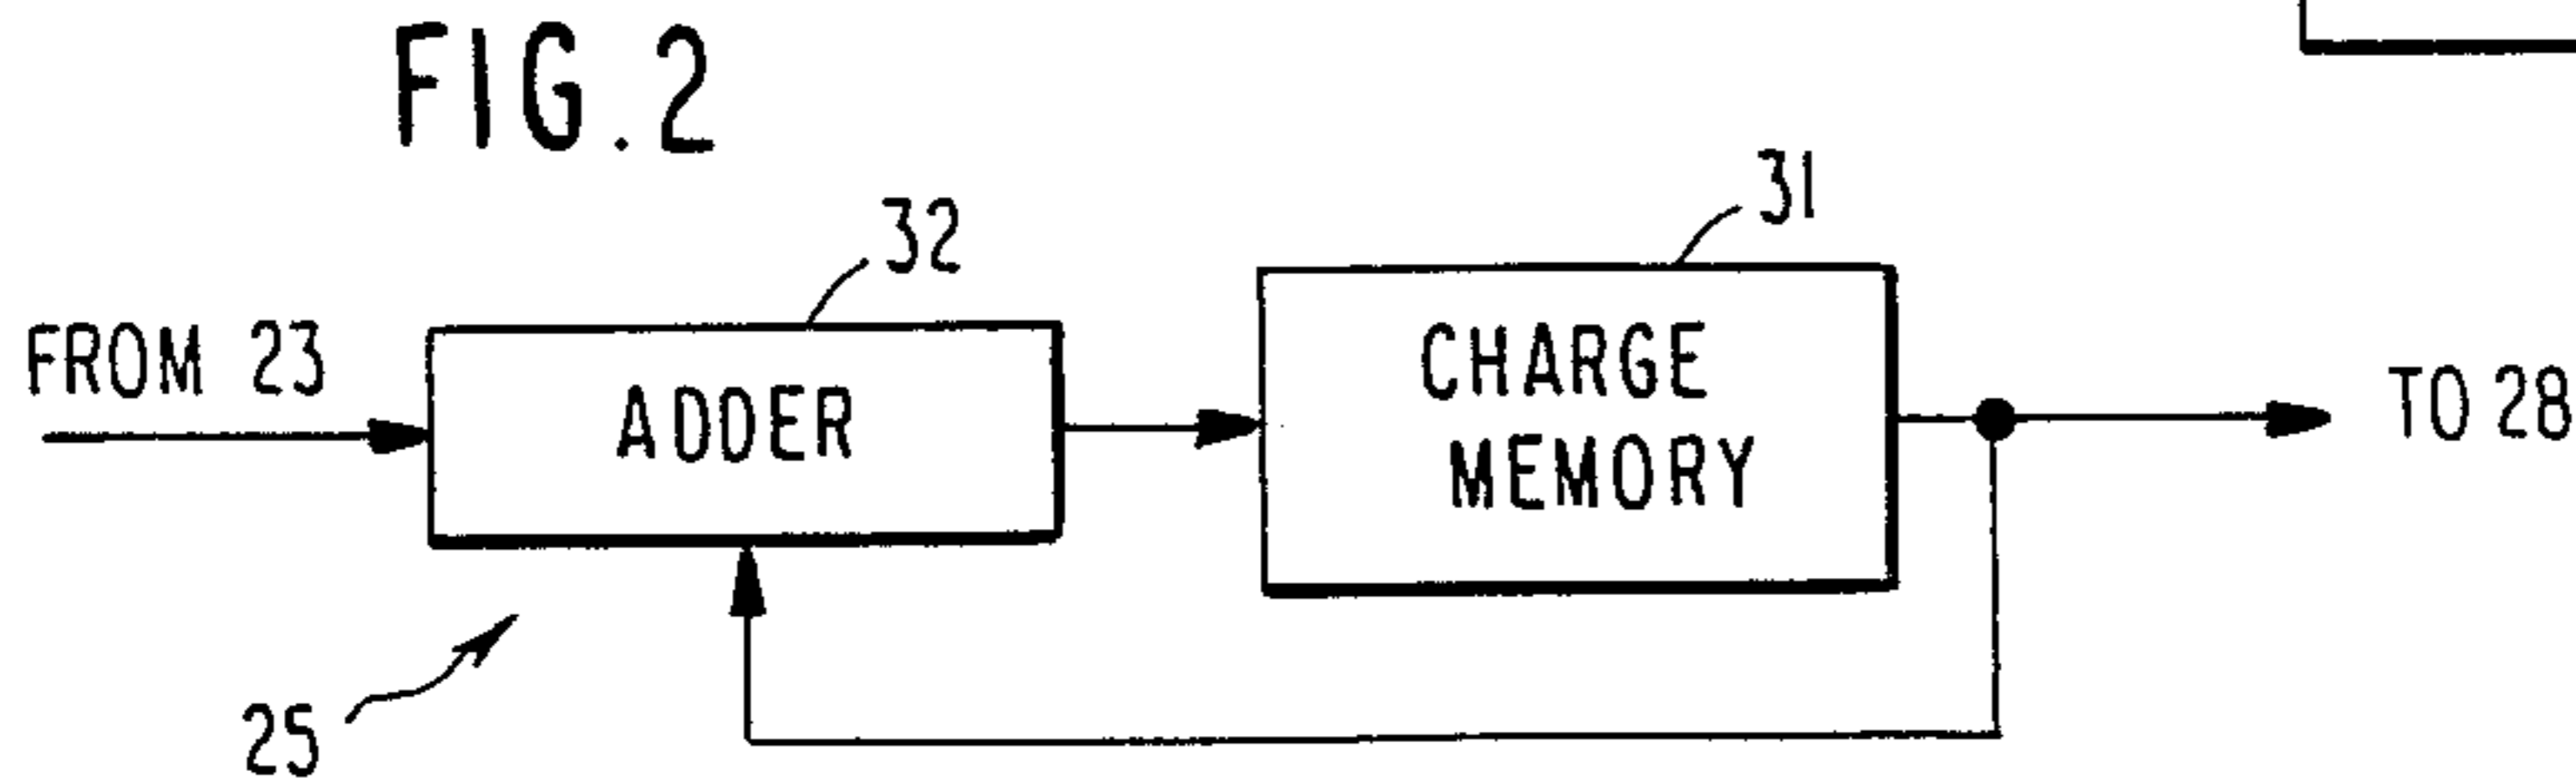 FIG.2
32
31
FROM 23
ADDER
CHARGE
MEMORY
TO 28
25